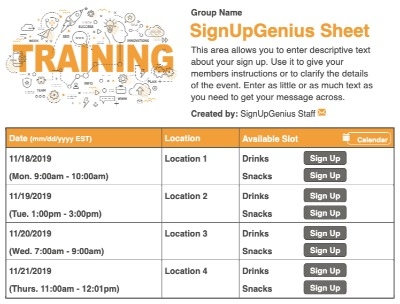 Group Name
SignUpGenius Sheet
TRAINING
This area allows you to enter descriptive text
about your sign up. Use it to give your
members instructions or to clarify the details
of the event. Enter as little or as much text as
you need to get your message across.
Created by: SignUpGenius Staff
Date (mm/dd/yyyy EST) Location Available Slot Calendar
11/18/2019 Location 1 Drinks Sign Up
(Mon. 9:00am - 10:00am) Snacks Sign Up
11/19/2019 Location 2 Drinks Sign Up
(Tue. 1:00pm - 3:00pm) Snacks Sign Up
11/20/2019 Location 3 Drinks Sign Up
(Wed. 7:00am - 9:00am) Snacks Sign Up
11/21/2019 Location 4 Drinks Sign Up
(Thurs. 11:00am - 12:01pm) Snacks Sign Up